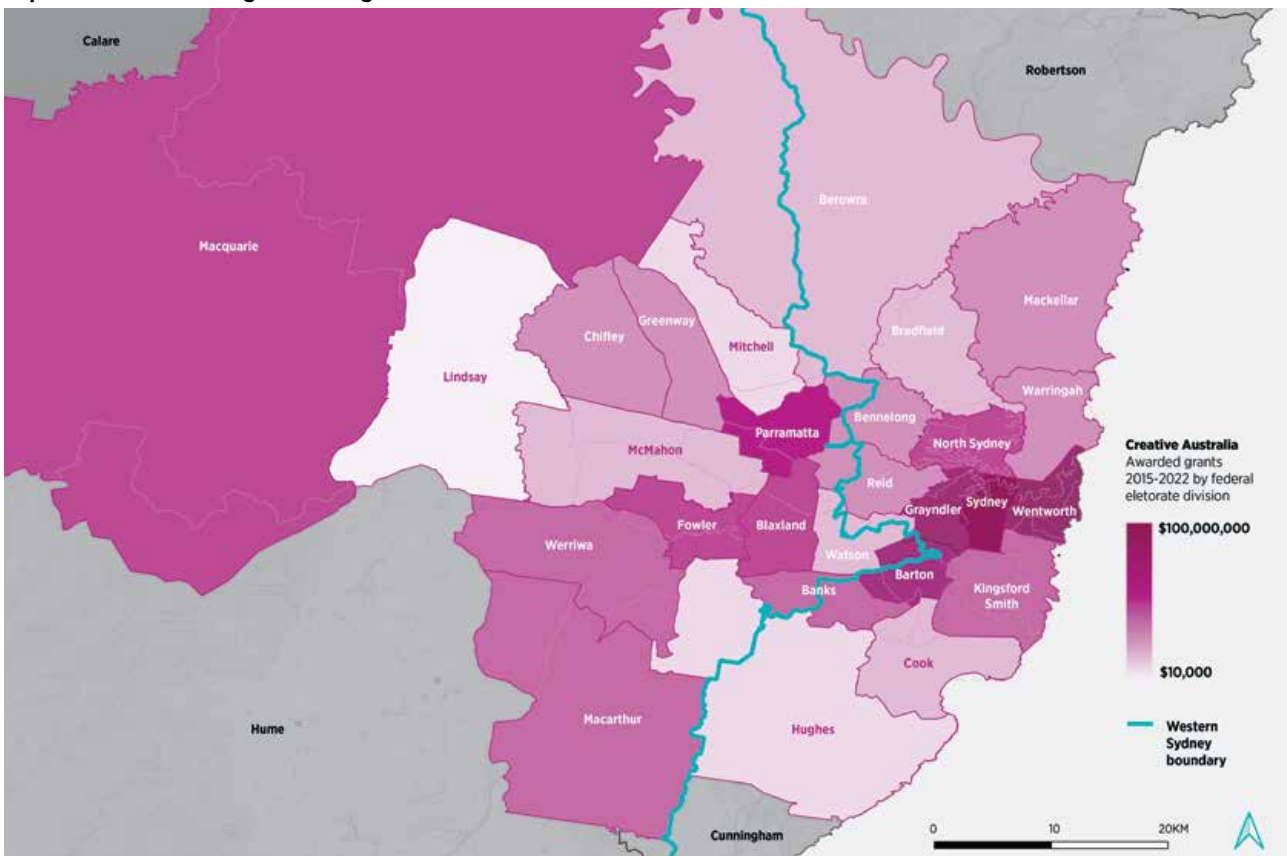 Calare
Robertson
Berowra
Macquarie
Mackellar
Greenway
Bradfield
Chifley
Mitchell
Lindsay
Warringah
Bennelong
Parramatta
North Sydney
McMahon
Creative Australia
Awarded grants
2015-2022 by federal
eletorate division
Reid
Sydney
Grayndler
Wentworth
$100,000,000
Fowler
Blaxland
Werriwa
Watson
Barton
Banks
Kingsford
Smith
Cook
$10,000
Macarthur
Hughes
Hume
Western
Sydney
boundary
Cunningham
0
10
20KM